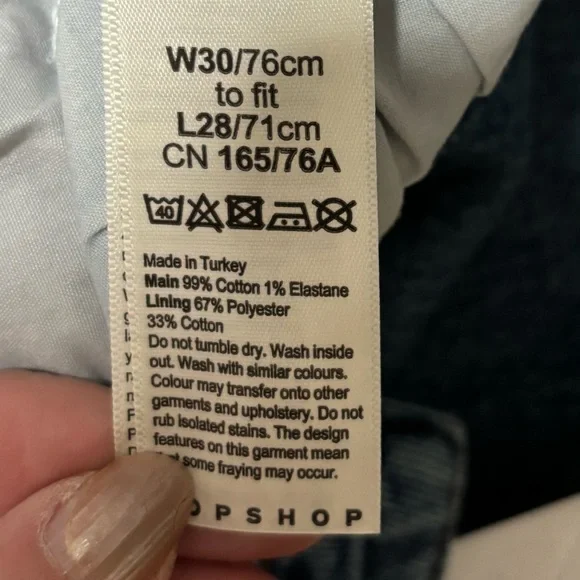 W30/76cm
to fit
L28/71cm
CN 165/76A
40
Made in Turkey
Main 99% Cotton 1% Elastane
Lining 67% Polyester
33% Cotton
Do not tumble dry. Wash inside
out. Wash with similar colours.
Colour may transfer onto other
garments and upholstery. Do not
rub isolated stains. The design
features on this garment mean
some fraying may occur.
OPSHOP